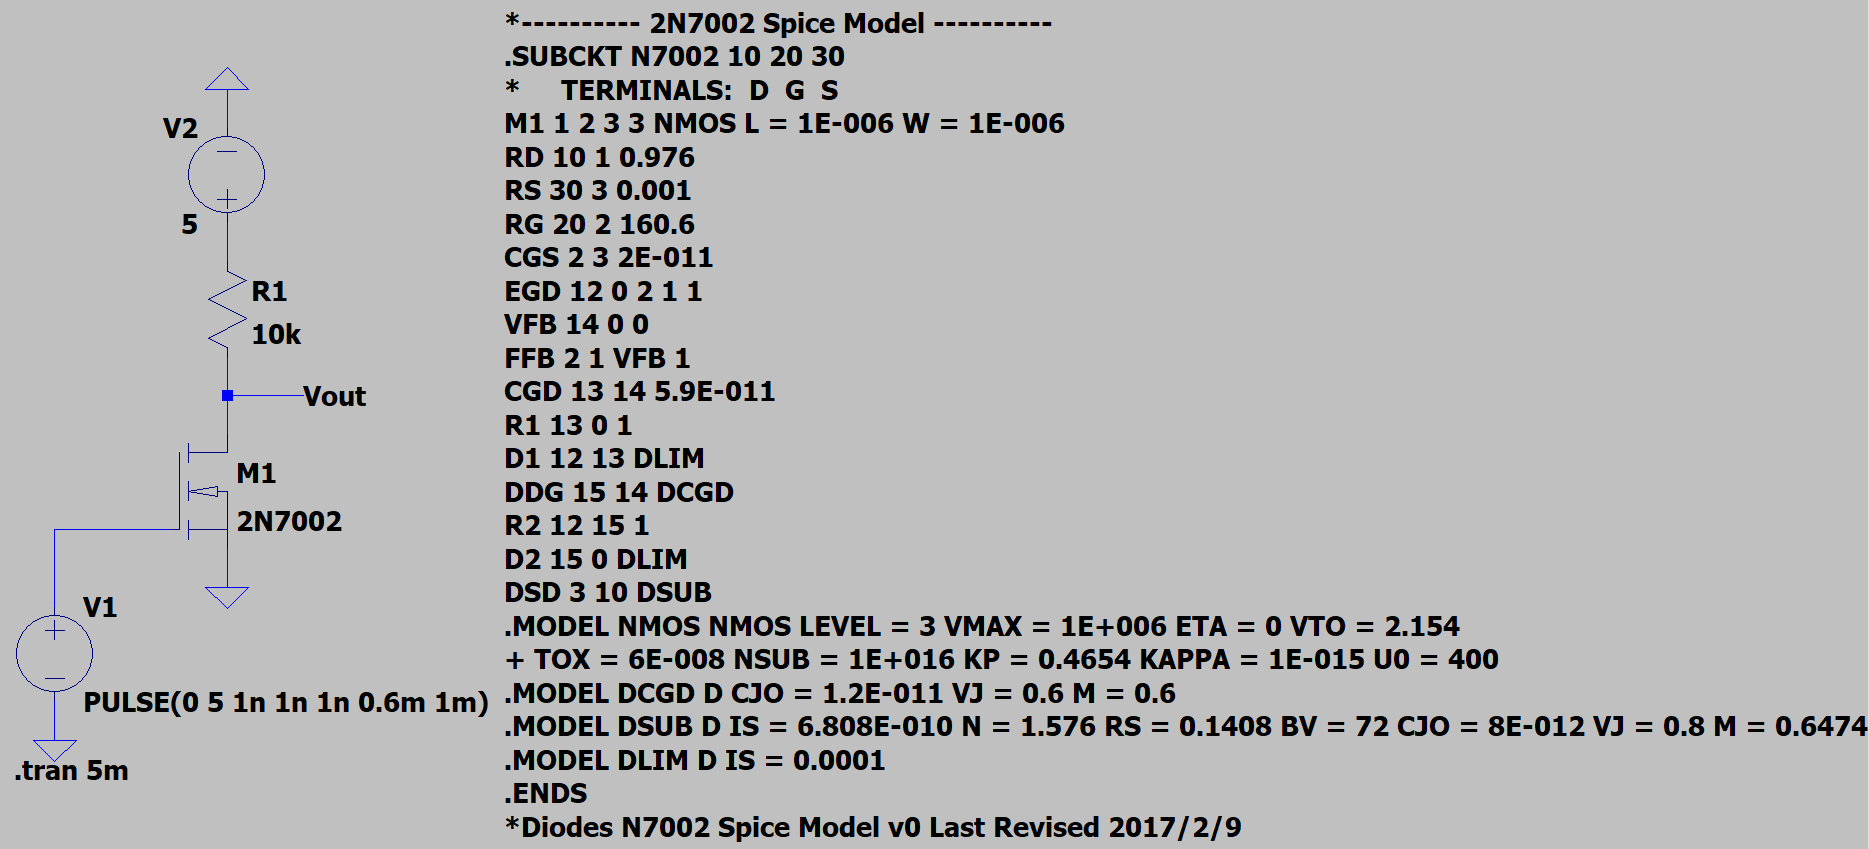 V2
5
R1
10k
Vout
M1
2N7002
V1
PULSE(0 5 1n 1n 1n 0.6m 1m)
.tran 5m
*---------- 2N7002 Spice Model ----------
.SUBCKT N7002 10 20 30
* TERMINALS: D G S
M1 1 2 3 3 NMOS L = 1E-006 W = 1E-006
RD 10 1 0.976
RS 30 3 0.001
RG 20 2 160.6
CGS 2 3 2E-011
EGD 12 0 2 1 1
VFB 14 0 0
FFB 2 1 VFB 1
CGD 13 14 5.9E-011
R1 13 0 1
D1 12 13 DLIM
DDG 15 14 DCGD
R2 12 15 1
D2 15 0 DLIM
DSD 3 10 DSUB
.MODEL NMOS NMOS LEVEL = 3 VMAX = 1E+006 ETA = 0 VTO = 2.154
+ TOX = 6E-008 NSUB = 1E+016 KP = 0.4654 KAPPA = 1E-015 U0 = 400
.MODEL DCGD D CJO = 1.2E-011 VJ = 0.6 M = 0.6
.MODEL DSUB D IS = 6.808E-010 N = 1.576 RS = 0.1408 BV = 72 CJO = 8E-012 VJ = 0.8 M = 0.6474
.MODEL DLIM D IS = 0.0001
.ENDS
*Diodes N7002 Spice Model v0 Last Revised 2017/2/9